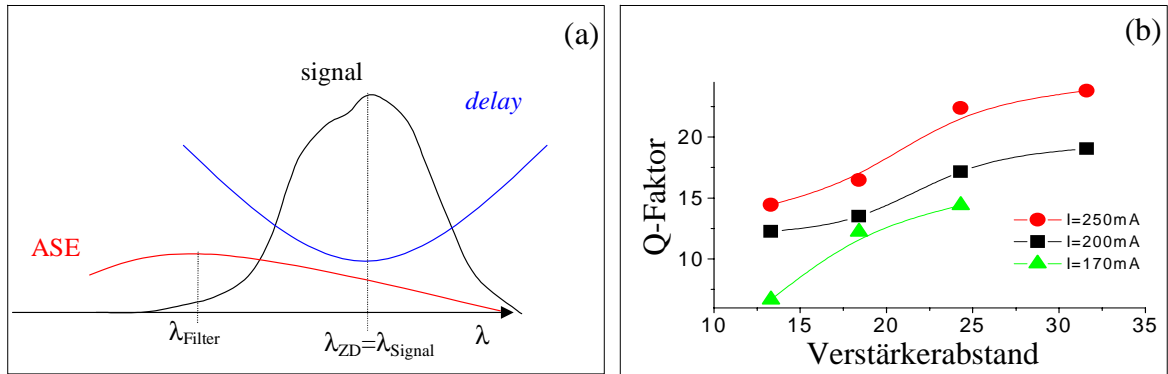 (a)
signal
delay
ASE
λFilter
λZD=λSignal
λ
(b)
Q-Faktor
20
15
10
I=250mA
I=200mA
I=170mA
10 15 20 25 30 35
Verstärkerabstand